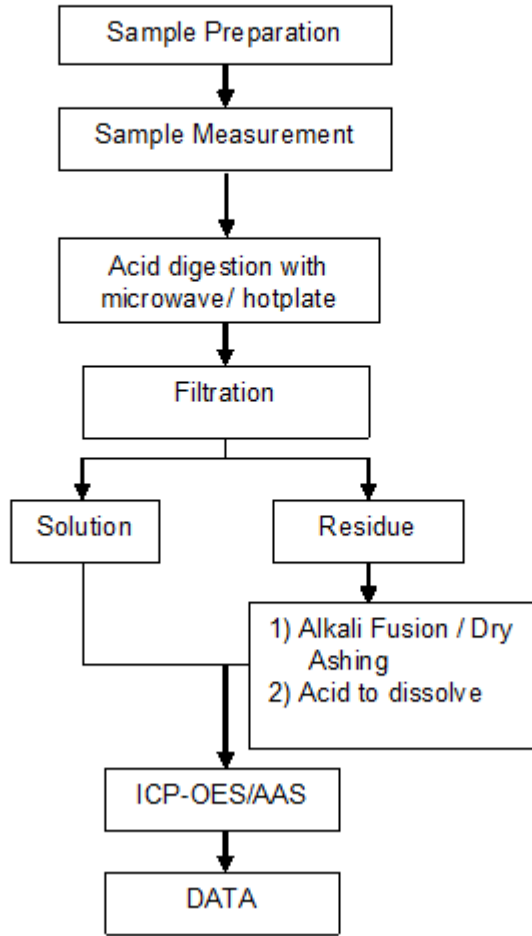 Sample Preparation
Sample Measurement
Acid digestion with
microwave/ hotplate
Filtration
Solution
Residue
1) Alkali Fusion / Dry
Ashing
2) Acid to dissolve
ICP-OES/AAS
DATA